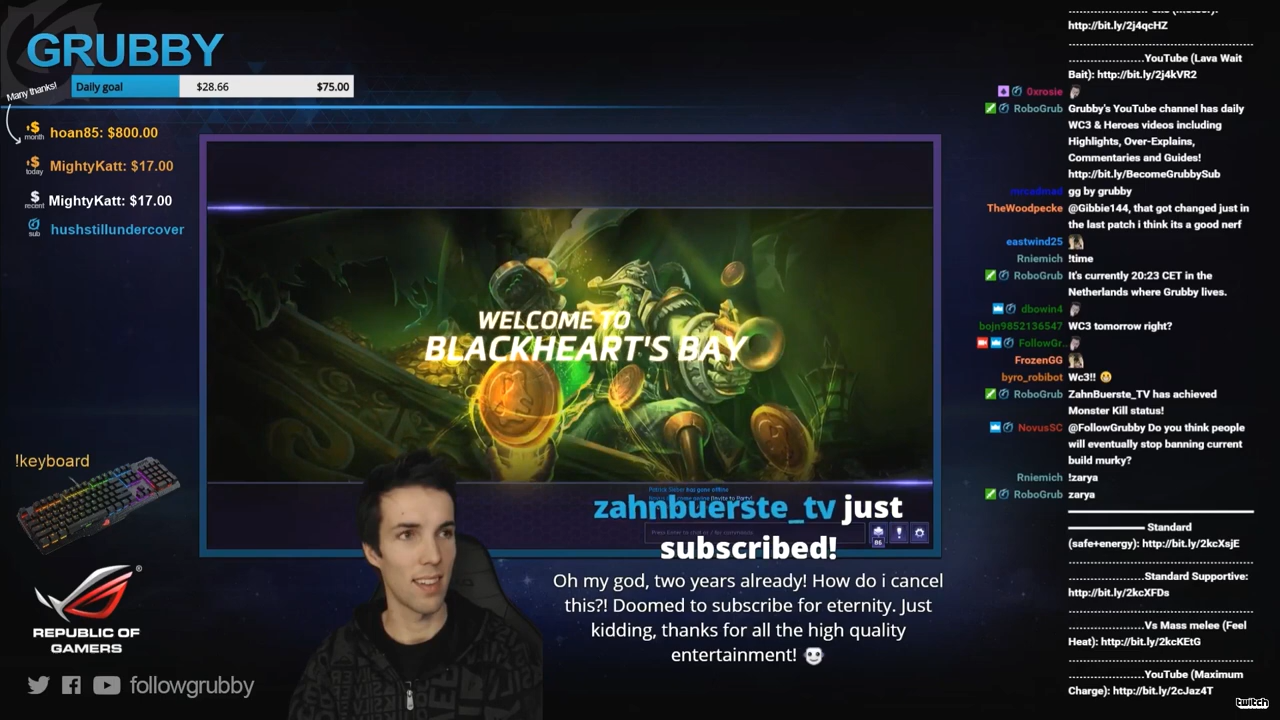 GRUBBY
Many thanks!
Daily goal $28.66 $75.00
$ month hoan85: $800.00
$ today MightyKatt: $17.00
$ recent MightyKatt: $17.00
sub hushstillundercover
WELCOME TO
BLACKHEART'S BAY
!keyboard
REPUBLIC OF
GAMERS
followgrubby
86
zahnbuerste_tv just
subscribed!
Oh my god, two years already! How do i cancel
this?! Doomed to subscribe for eternity. Just
kidding, thanks for all the high quality
entertainment!
http://bit.ly/2j4qcHZ
YouTube (Lava Wait
Bait): http://bit.ly/2j4kVR2
0xrosie
RoboGrub Grubby's YouTube channel has daily
WC3 & Heroes videos including
Highlights, Over-Explains,
Commentaries and Guides!
http://bit.ly/BecomeGrubbySub
mrcedmad gg by grubby
TheWoodpecke @Gibbie144, that got changed just in
the last patch i think its a good nerf
eastwind25
Rniemich !time
RoboGrub It's currently 20:23 CET in the
Netherlands where Grubby lives.
dbowin4
bojn9852136547 WC3 tomorrow right?
FollowGr..
FrozenGG
byro_robibot Wc3!!
RoboGrub ZahnBuerste_TV has achieved
Monster Kill status!
NovusSC @FollowGrubby Do you think people
will eventually stop banning current
build murky?
Rniemich !zarya
RoboGrub zarya
Standard
(safe+energy): http://bit.ly/2kcXsjE
Standard Supportive:
http://bit.ly/2kcXFDs
Vs Mass melee (Feel
Heat): http://bit.ly/2kcKEtG
YouTube (Maximum
Charge): http://bit.ly/2cJaz4T
twitch